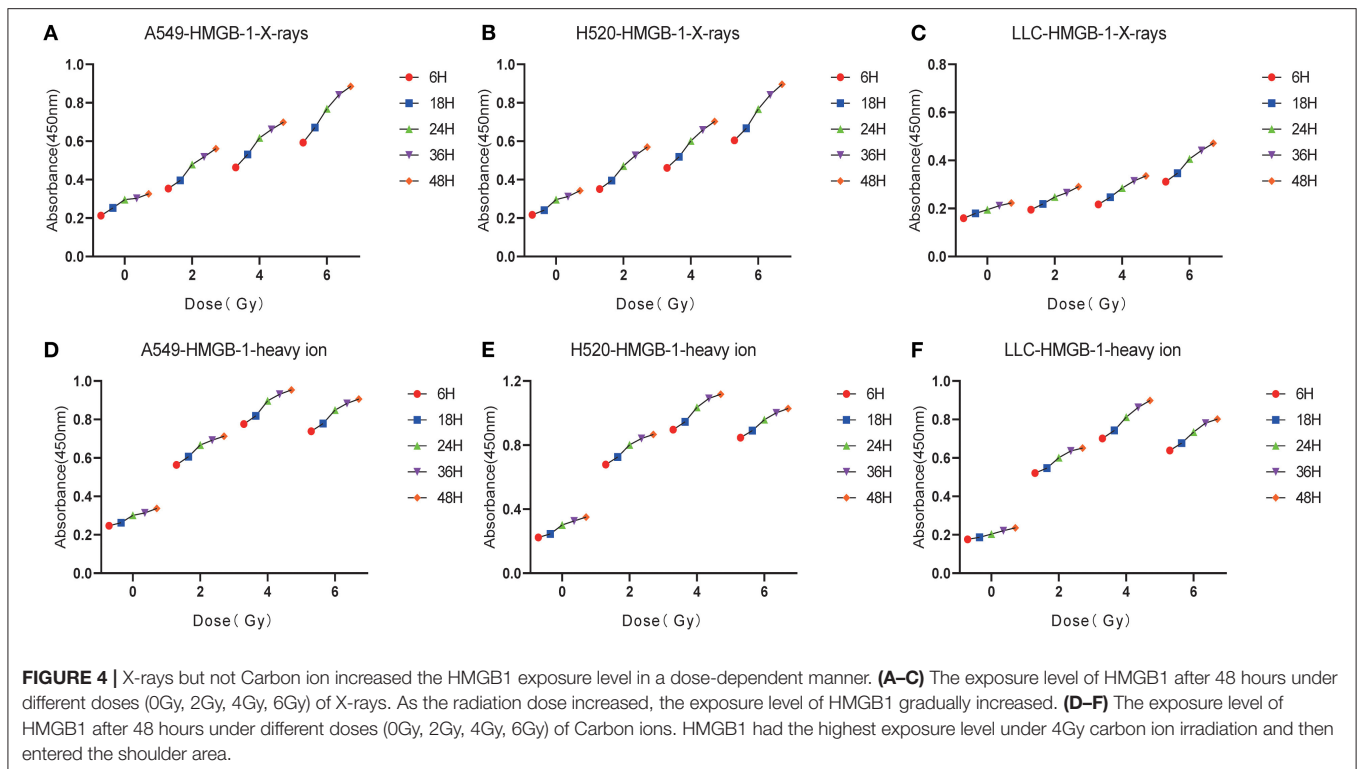 A A549-HMGB-1-X-rays
Absorbance(450nm)
1.0
0.8
0.6
0.4
0.2
0.0
0 2 4 6
Dose( Gy)
6H
18H
24H
36H
48H
B H520-HMGB-1-X-rays
Absorbance(450nm)
1.0
0.8
0.6
0.4
0.2
0.0
0 2 4 6
Dose( Gy)
6H
18H
24H
36H
48H
C LLC-HMGB-1-X-rays
Absorbance(450nm)
0.8
0.6
0.4
0.2
0.0
0 2 4 6
Dose( Gy)
6H
18H
24H
36H
48H
D A549-HMGB-1-heavy ion
Absorbance(450nm)
1.0
0.8
0.6
0.4
0.2
0.0
0 2 4 6
Dose( Gy)
6H
18H
24H
36H
48H
E H520-HMGB-1-heavy ion
Absorbance(450nm)
1.2
0.8
0.4
0.0
0 2 4 6
Dose( Gy)
6H
18H
24H
36H
48H
F LLC-HMGB-1-heavy ion
Absorbance(450nm)
1.0
0.8
0.6
0.4
0.2
0.0
0 2 4 6
Dose( Gy)
6H
18H
24H
36H
48H
FIGURE 4 | X-rays but not Carbon ion increased the HMGB1 exposure level in a dose-dependent manner. (A–C) The exposure level of HMGB1 after 48 hours under
different doses (0Gy, 2Gy, 4Gy, 6Gy) of X-rays. As the radiation dose increased, the exposure level of HMGB1 gradually increased. (D–F) The exposure level of
HMGB1 after 48 hours under different doses (0Gy, 2Gy, 4Gy, 6Gy) of Carbon ions. HMGB1 had the highest exposure level under 4Gy carbon ion irradiation and then
entered the shoulder area.